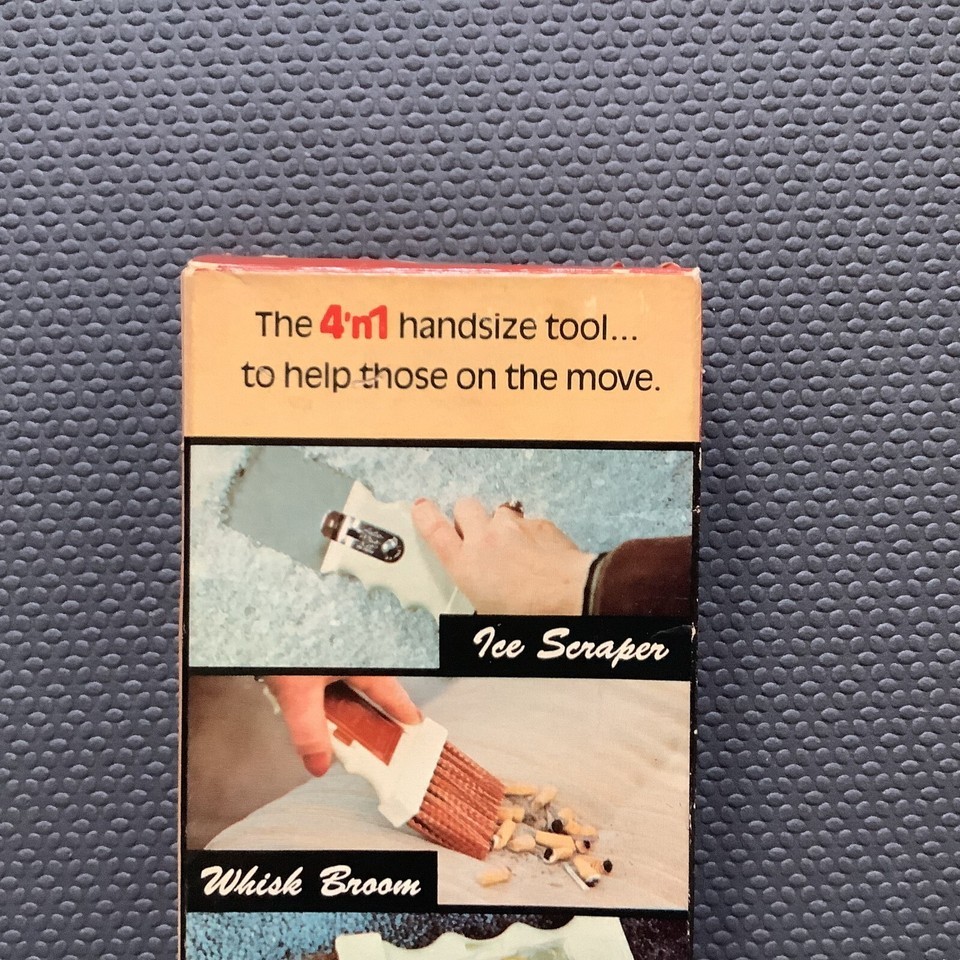 The 4'n1 handsize tool...
to help those on the move.
Ice Scraper
Whisk Broom